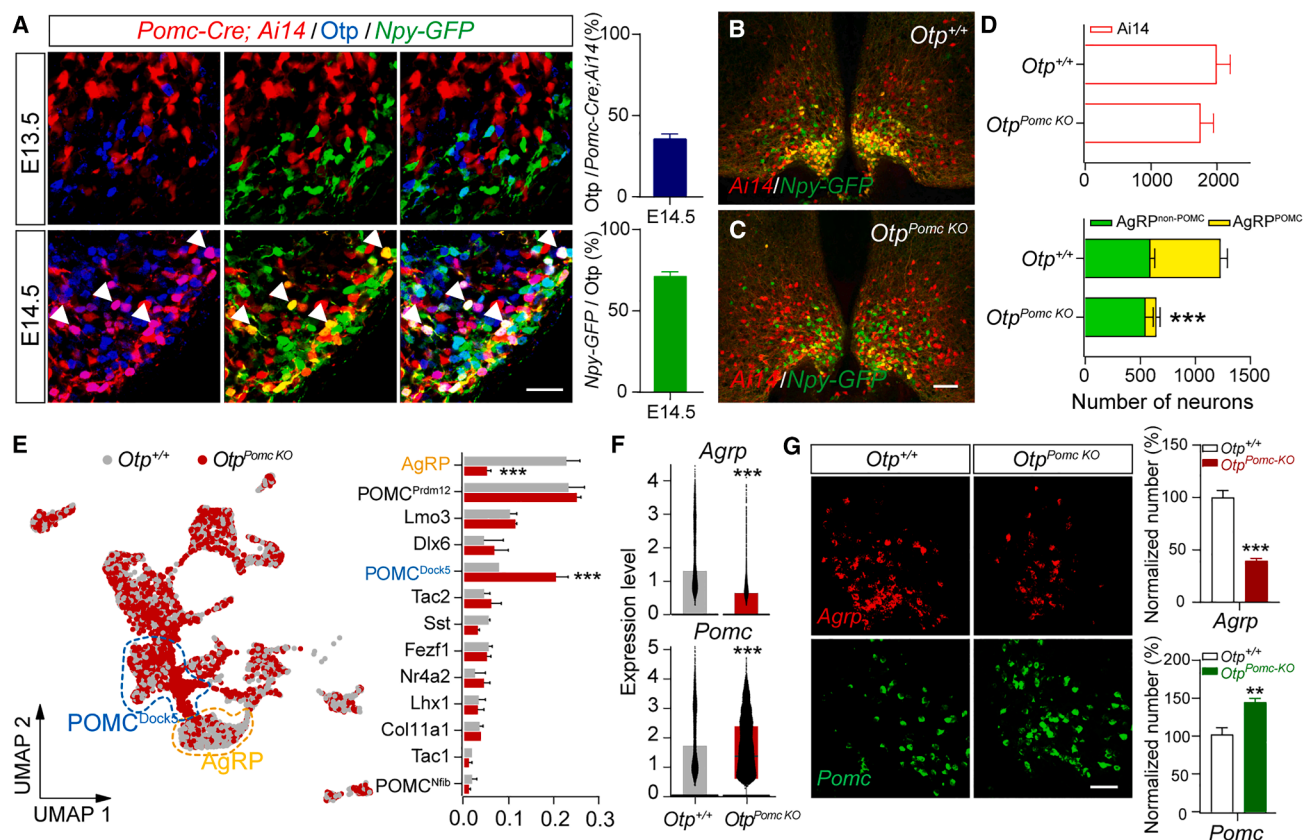 A
Pomc-Cre; Ai14 / Otp / Npy-GFP
E13.5
E14.5
Otp / Pomc-Cre;Ai14 (%)
100
50
0
E14.5
Npy-GFP / Otp (%)
100
50
0
E14.5
B
Otp+/+
Ai14/Npy-GFP
C
OtpPomc KO
Ai14/Npy-GFP
D
Ai14
Otp+/+
OtpPomc KO
0 1000 2000
AgRPnon-POMC AgRPPOMC
Otp+/+
OtpPomc KO
***
0 500 1000 1500
Number of neurons
E
Otp+/+ OtpPomc KO
POMCDock5
AgRP
UMAP 2
UMAP 1
AgRP
***
POMCPrdm12
Lmo3
Dlx6
POMCDock5
***
Tac2
Sst
Fezf1
Nr4a2
Lhx1
Col11a1
Tac1
POMCNfib
0.0 0.1 0.2 0.3
F
Agrp
***
4
3
2
1
0
Expression level
Pomc
***
5
4
3
2
1
0
Otp+/+ OtpPomc KO
G
Otp+/+ OtpPomc KO
Agrp
Pomc
Normalized number (%)
150
100
50
0
Otp+/+
OtpPomc-KO
***
Agrp
Normalized number (%)
200
150
100
50
0
Otp+/+
OtpPomc-KO
**
Pomc